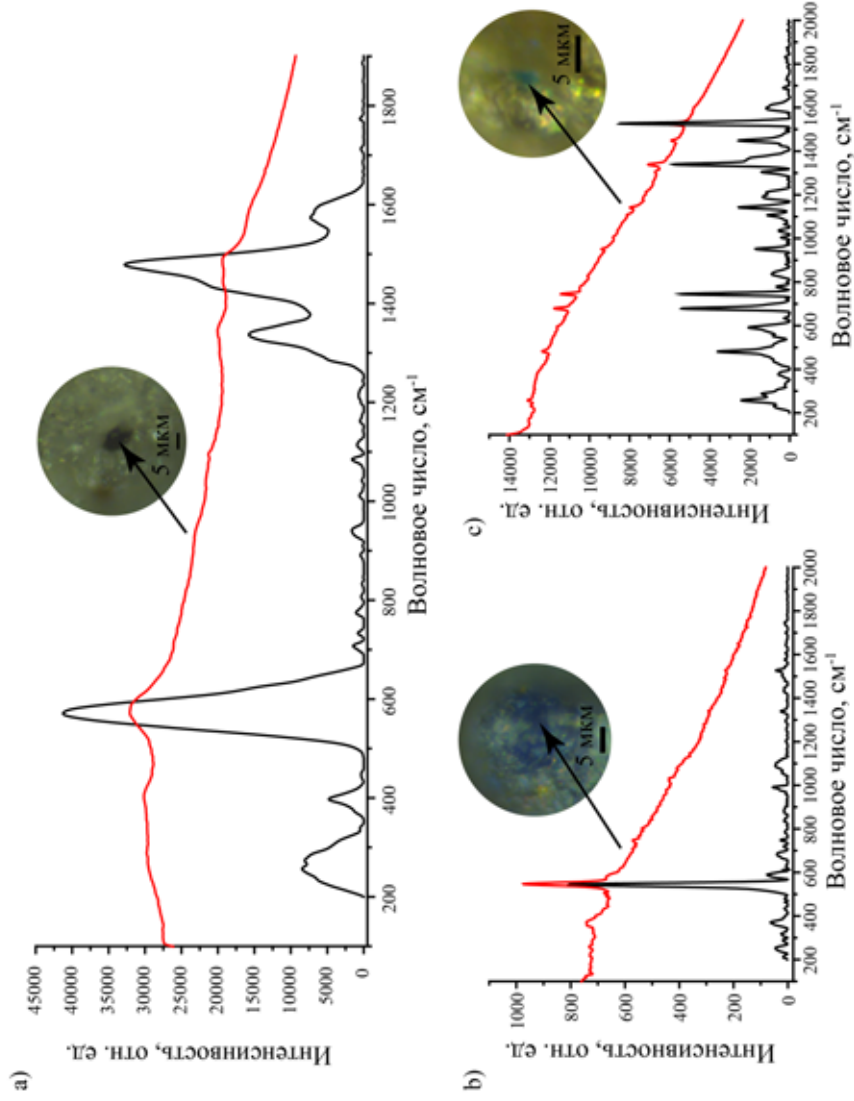 a)
Интенсинвость, отн. ед.
45000
40000
35000
30000
25000
20000
15000
10000
5000
0
5 мкм
200 400 600 800 1000 1200 1400 1600 1800
Волновое число, см⁻¹
b)
Интенсивность, отн. ед.
1000
800
600
400
200
0
5 мкм
200 400 600 800 1000 1200 1400 1600 1800 2000
Волновое число, см⁻¹
c)
Интенсивность, отн. ед.
14000
12000
10000
8000
6000
4000
2000
0
5 мкм
200 400 600 800 1000 1200 1400 1600 1800 2000
Волновое число, см⁻¹